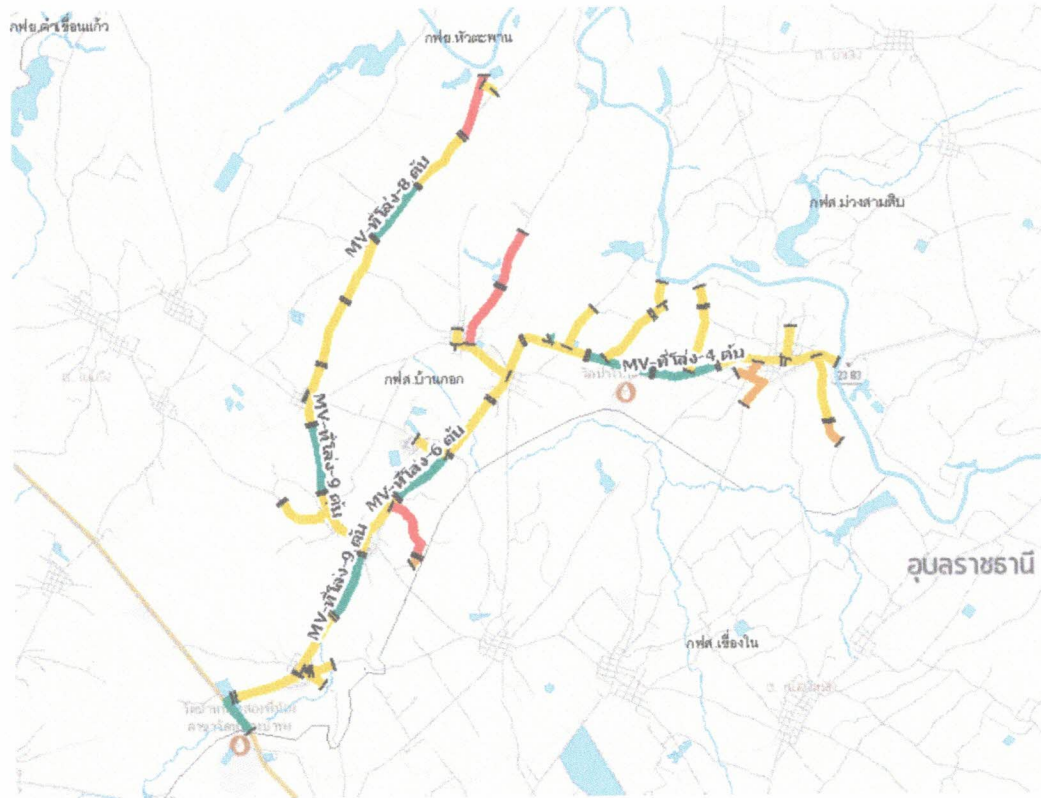 กฟย.คำเขื่อนแก้ว
กฟย.หัวตะพาน
MV-ที่โล่ง-8 ต้น
กฟส.ม่วงสามสิบ
MV-ที่โล่ง-4 ต้น
กฟส.บ้านกอก
MV-ที่โล่ง-9 ต้น
MV-ที่โล่ง-6 ต้น
MV-ที่โล่ง-9 ต้น
อุบลราชธานี
กฟส.เขื่องใน